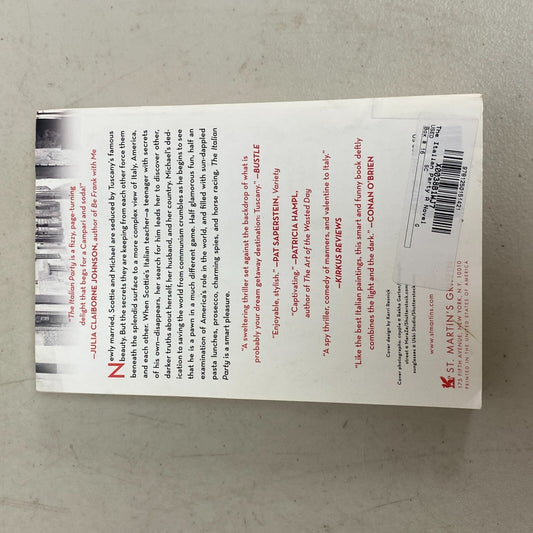 "The Italian Party is a fizzy, page-turning
delight that begs for a Campari and soda!"
—JULIA CLAIBORNE JOHNSON, author of Be Frank with Me
Newly married, Scottie and Michael are seduced by Tuscany's famous
beauty. But the secrets they are keeping from each other force them
beneath the splendid surface to a more complex view of Italy, America,
and each other. When Scottie's Italian teacher—a teenager with secrets
of his own—disappears, her search for him leads her to discover other,
darker truths about herself, her husband, and her country. Michael's ded-
ication to saving the world from communism crumbles as he begins to see
that he is a pawn in a much different game. Half glamorous fun, half an
examination of America's role in the world, and filled with sun-dappled
pasta lunches, prosecco, charming spies, and horse racing, The Italian
Party is a smart pleasure.
"A sweltering thriller set against the backdrop of what is
probably your dream getaway destination: Tuscany." —BUSTLE
"Enjoyable, stylish." —PAT SAPERSTEIN, Variety
"Captivating." —PATRICIA HAMPL,
author of The Art of the Wasted Day
"A spy thriller, comedy of manners, and valentine to Italy."
—KIRKUS REVIEWS
"Like the best Italian paintings, this smart and funny book deftly
combines the light and the dark." —CONAN O'BRIEN
Cover design by Kerri Resnick
www.stmartins.com
ST. MARTIN'S G
175 FIFTH AVENUE, NEW YORK, N.Y. 10010
PRINTED IN THE UNITED STATES OF AMERICA
The Italian Party: A Novel
USED
G